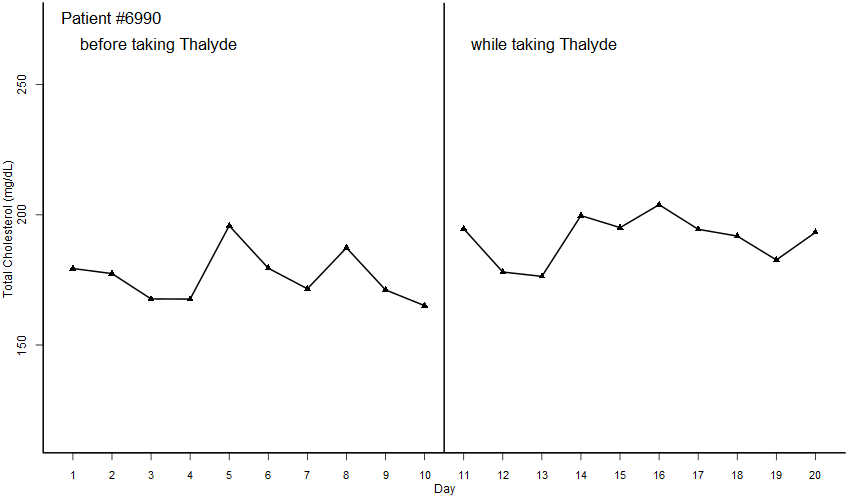 Patient #6990
before taking Thalyde
while taking Thalyde
Total Cholesterol (mg/dL)
250
200
150
1 2 3 4 5 6 7 8 9 10 11 12 13 14 15 16 17 18 19 20
Day